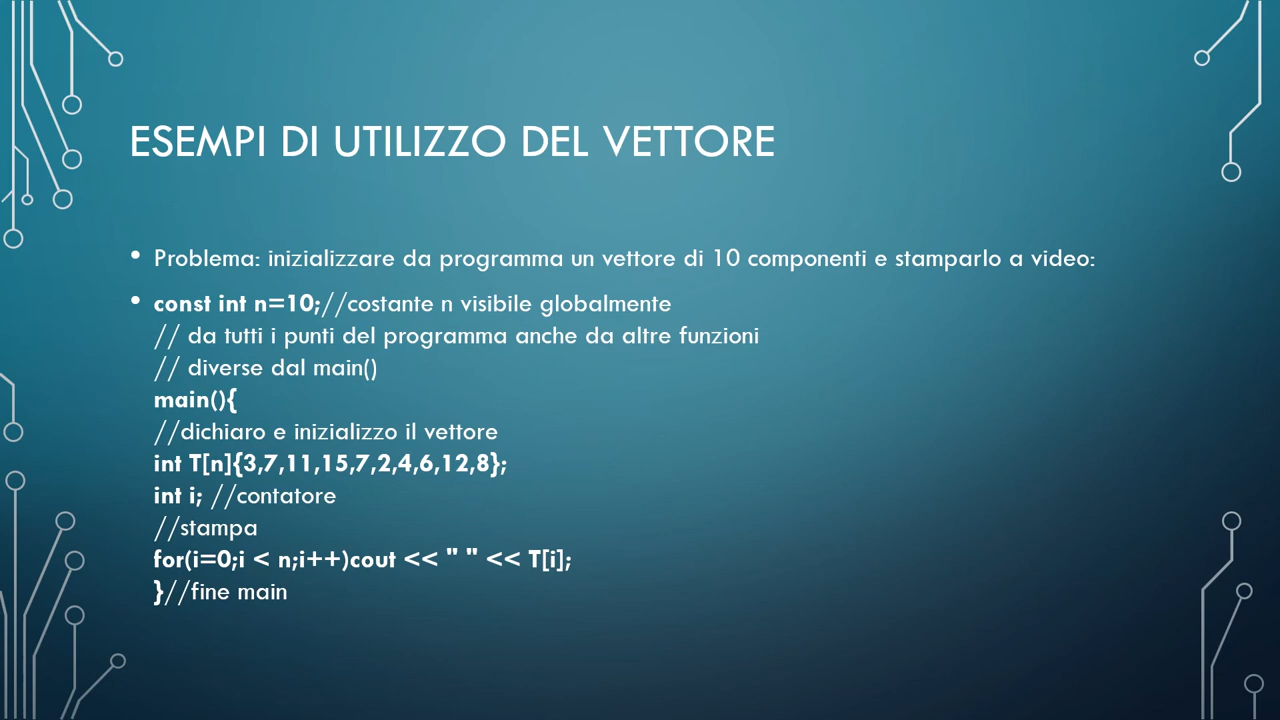 ESEMPI DI UTILIZZO DEL VETTORE
• Problema: inizializzare da programma un vettore di 10 componenti e stamparlo a video:
• const int n=10;//costante n visibile globalmente
// da tutti i punti del programma anche da altre funzioni
// diverse dal main()
main(){
//dichiaro e inizializzo il vettore
int T[n]{3,7,11,15,7,2,4,6,12,8};
int i; //contatore
//stampa
for(i=0;i < n;i++)cout << " " << T[i];
}//fine main